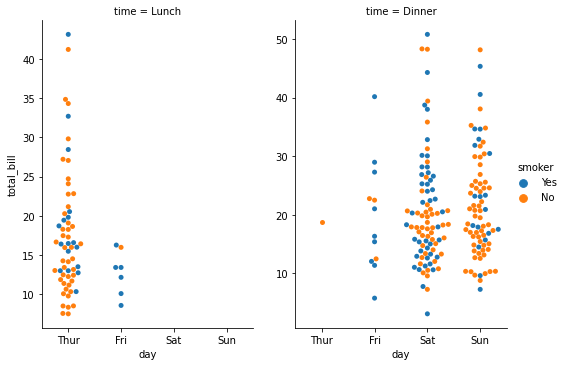 time = Lunch
time = Dinner
total_bill
40
35
30
25
20
15
10
50
40
30
20
10
smoker
Yes
No
Thur Fri Sat Sun
Thur Fri Sat Sun
day
day